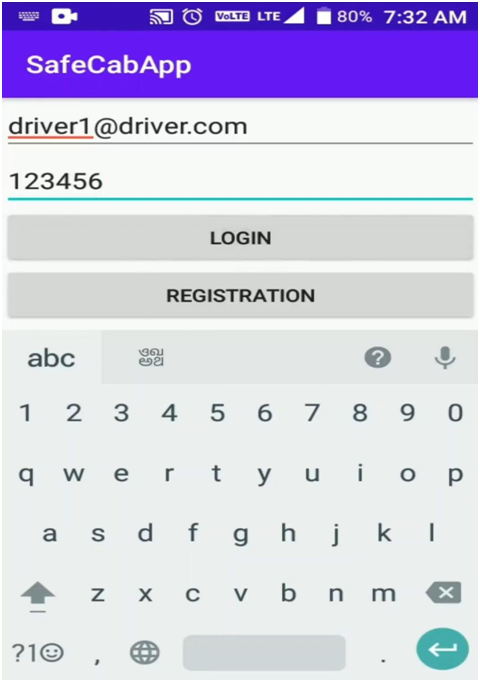 VoLTE LTE 80% 7:32 AM
SafeCabApp
driver1@driver.com
123456
LOGIN
REGISTRATION
abc
1 2 3 4 5 6 7 8 9 0
q w e r t y u i o p
a s d f g h j k l
z x c v b n m
?1☺ , .